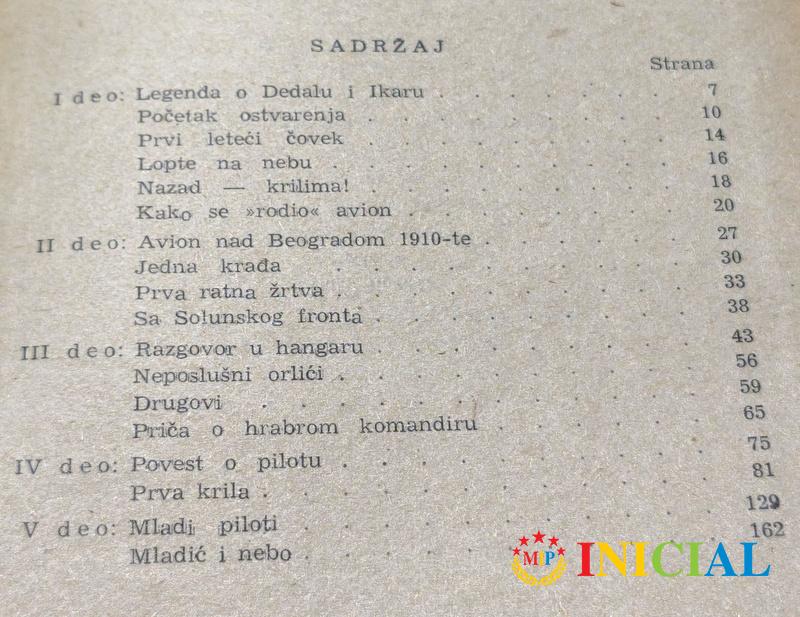 SADRŽAJ
Strana
I deo: Legenda o Dedalu i Ikaru . . . . . . 7
Početak ostvarenja . . . . . . . 10
Prvi leteći čovek . . . . . . . 14
Lopte na nebu . . . . . . . . 16
Nazad — krilima! . . . . . . . 18
Kako se »rodio« avion . . . . . . 20
II deo: Avion nad Beogradom 1910-te . . . . . 27
Jedna krađa . . . . . . . . 30
Prva ratna žrtva . . . . . . . 33
Sa Solunskog fronta . . . . . . . 38
III deo: Razgovor u hangaru . . . . . . . 43
Neposlušni orlići . . . . . . . . 56
Drugovi . . . . . . . . . 59
Priča o hrabrom komandiru . . . . . 65
IV deo: Povest o pilotu . . . . . . . . 75
Prva krila . . . . . . . . . 81
V deo: Mladi piloti . . . . . . . . 129
Mladić i nebo . . . . . . . . 162
MIP INICIAL